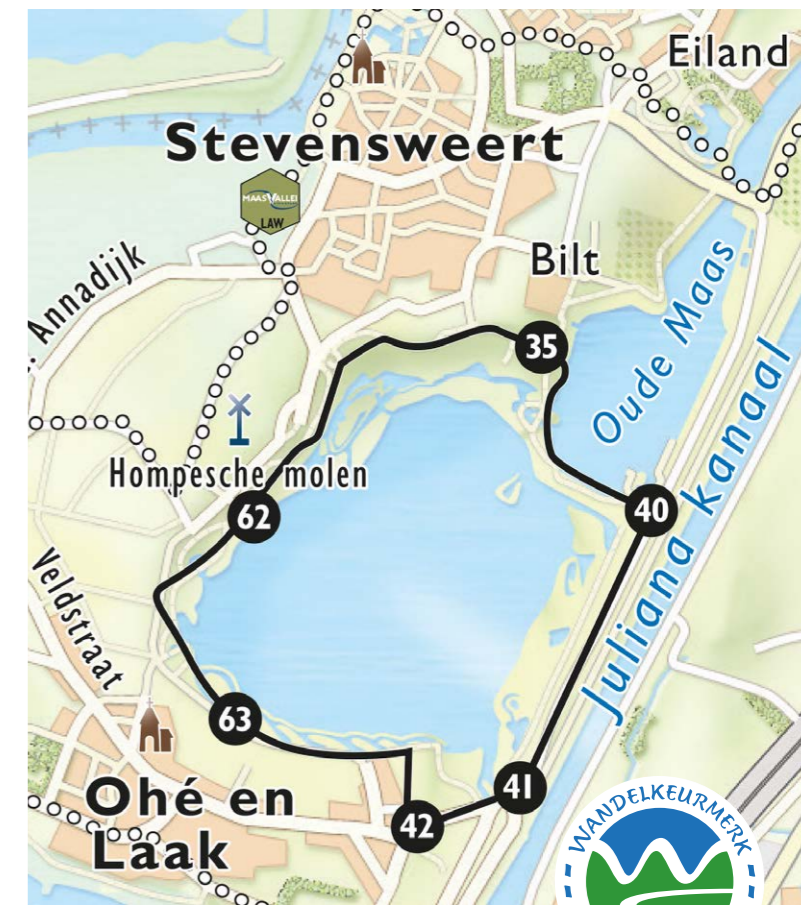 Eiland
Stevensweert
MAASVALLEI
LAW
Bilt
. Annadijk
Oude Maas
35
Juliana kanaal
Hompesche molen
62
40
Veldstraat
63
41
Ohé en
Laak
42
WANDELKEURMERK